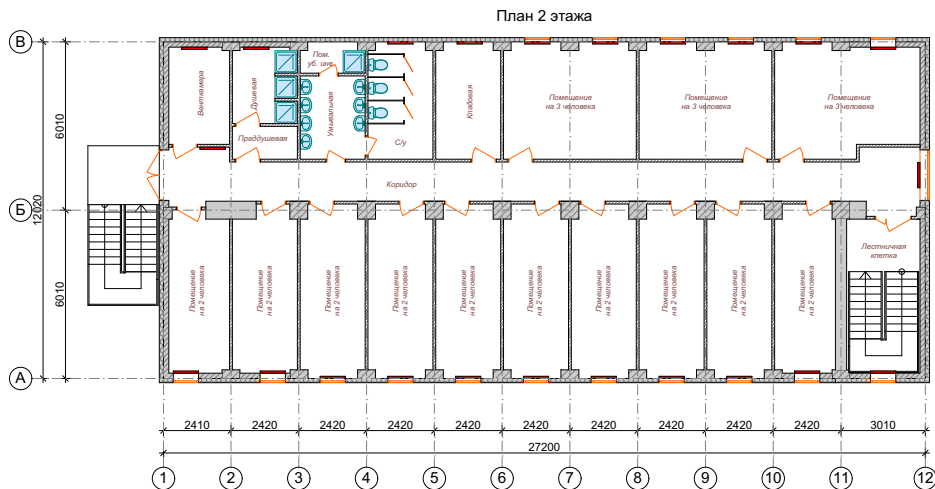 План 2 этажа
В
Б
А
6010
6010
12020
Венткамера
Душевая
Преддушевая
Пом.
уб. инв.
Умывальная
С/у
Кладовая
Помещение
на 3 человека
Помещение
на 3 человека
Помещение
на 3 человека
Коридор
Лестничная
клетка
Помещение
на 2 человека
Помещение
на 2 человека
Помещение
на 2 человека
Помещение
на 2 человека
Помещение
на 2 человека
Помещение
на 2 человека
Помещение
на 2 человека
Помещение
на 2 человека
Помещение
на 2 человека
Помещение
на 2 человека
2410 2420 2420 2420 2420 2420 2420 2420 2420 2420 3010
27200
1 2 3 4 5 6 7 8 9 10 11 12